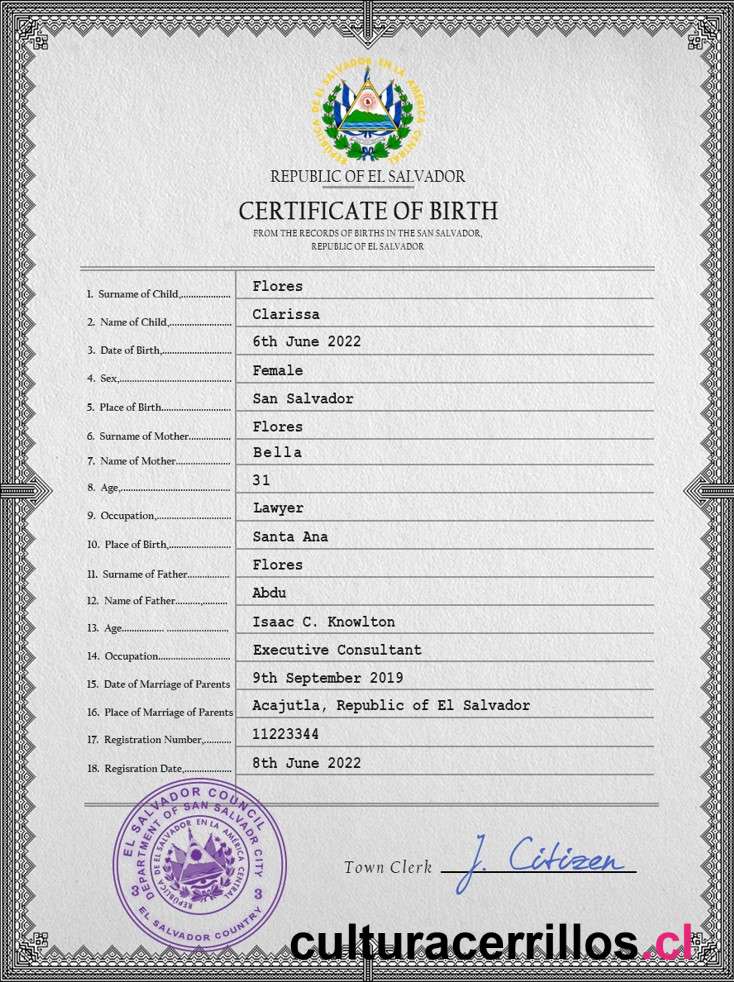 REPÚBLICA DE EL SALVADOR EN LA AMÉRICA CENTRAL
REPUBLIC OF EL SALVADOR
CERTIFICATE OF BIRTH
FROM THE RECORDS OF BIRTHS IN THE SAN SALVADOR,
REPUBLIC OF EL SALVADOR
1. Surname of Child,.................. Flores
2. Name of Child,...................... Clarissa
3. Date of Birth,......................... 6th June 2022
4. Sex,........................................ Female
5. Place of Birth......................... San Salvador
6. Surname of Mother............... Flores
7. Name of Mother................... Bella
8. Age,....................................... 31
9. Occupation,........................... Lawyer
10. Place of Birth,...................... Santa Ana
11. Surname of Father............... Flores
12. Name of Father.........,......... Abdu
13. Age............... ...................... Isaac C. Knowlton
14. Occupation.......................... Executive Consultant
15. Date of Marriage of Parents 9th September 2019
16. Place of Marriage of Parents Acajutla, Republic of El Salvador
17. Registration Number,.......... 11223344
18. Regisration Date,................. 8th June 2022
EL SALVADOR COUNCIL
DEPARTMENT OF SAN SALVADR CITY
REPÚBLICA DE EL SALVADOR EN LA AMÉRICA CENTRAL
3 3
EL SALVADOR COUNTRY
Town Clerk J. Citizen
culturacerrillos.cl